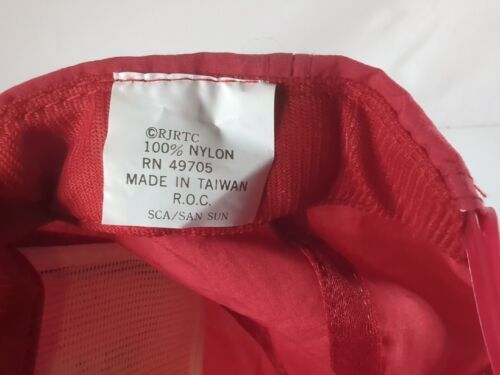 ©RJRTC
100% NYLON
RN 49705
MADE IN TAIWAN
R.O.C.
SCA/SAN SUN